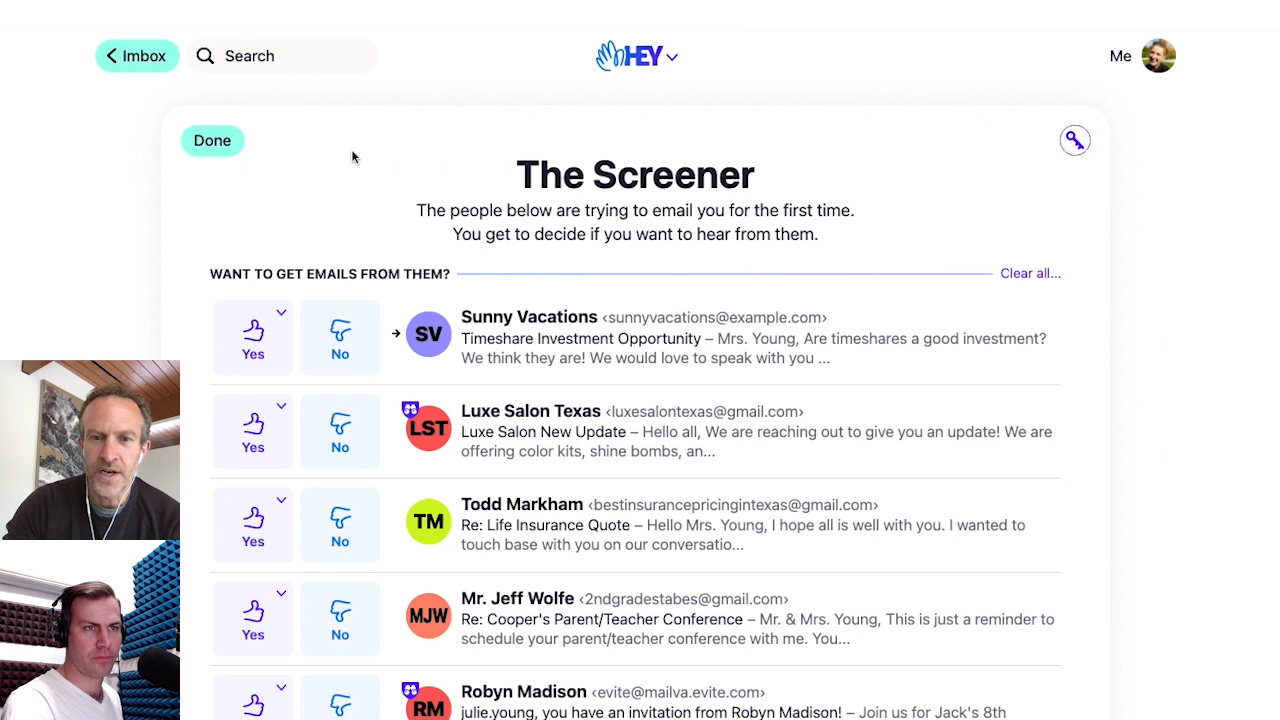 Imbox
Search
HEY
Me
Done
The Screener
The people below are trying to email you for the first time.
You get to decide if you want to hear from them.
WANT TO GET EMAILS FROM THEM?
Clear all...
Yes
No
SV
Sunny Vacations <sunnyvacations@example.com>
Timeshare Investment Opportunity – Mrs. Young, Are timeshares a good investment?
We think they are! We would love to speak with you ...
Yes
No
LST
Luxe Salon Texas <luxesalontexas@gmail.com>
Luxe Salon New Update – Hello all, We are reaching out to give you an update! We are
offering color kits, shine bombs, an...
Yes
No
TM
Todd Markham <bestinsurancepricingintexas@gmail.com>
Re: Life Insurance Quote – Hello Mrs. Young, I hope all is well with you. I wanted to
touch base with you on our conversatio...
Yes
No
MJW
Mr. Jeff Wolfe <2ndgradestabes@gmail.com>
Re: Cooper's Parent/Teacher Conference – Mr. & Mrs. Young, This is just a reminder to
schedule your parent/teacher conference with me. You...
RM
Robyn Madison <evite@mailva.evite.com>
julie.young, you have an invitation from Robyn Madison! – Join us for Jack's 8th